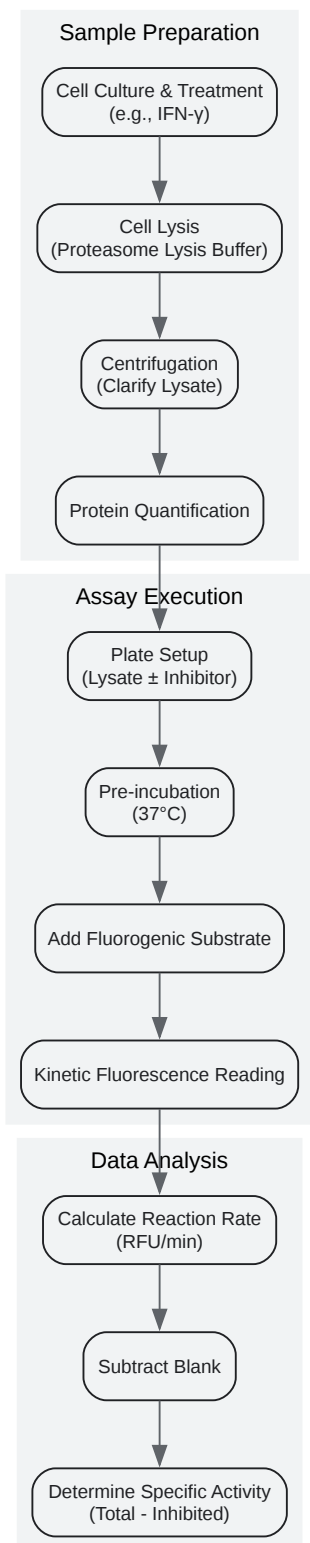 Sample Preparation
Cell Culture & Treatment
(e.g., IFN-γ)
Cell Lysis
(Proteasome Lysis Buffer)
Centrifugation
(Clarify Lysate)
Protein Quantification
Assay Execution
Plate Setup
(Lysate ± Inhibitor)
Pre-incubation
(37°C)
Add Fluorogenic Substrate
Kinetic Fluorescence Reading
Data Analysis
Calculate Reaction Rate
(RFU/min)
Subtract Blank
Determine Specific Activity
(Total - Inhibited)